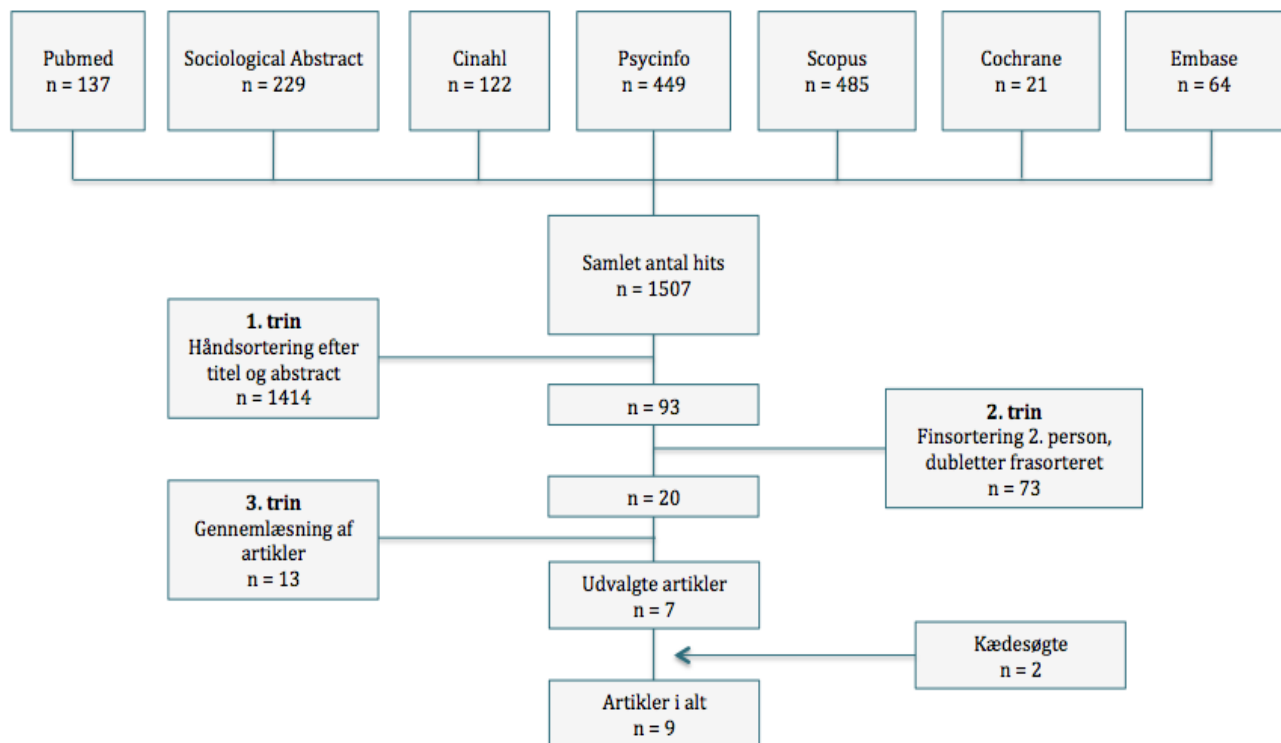 Pubmed
n = 137
Sociological Abstract
n = 229
Cinahl
n = 122
Psycinfo
n = 449
Scopus
n = 485
Cochrane
n = 21
Embase
n = 64
Samlet antal hits
n = 1507
1. trin
Håndsortering efter
titel og abstract
n = 1414
n = 93
2. trin
Finsortering 2. person,
dubletter frasorteret
n = 73
n = 20
3. trin
Gennemlæsning af
artikler
n = 13
Udvalgte artikler
n = 7
Kædesøgte
n = 2
Artikler i alt
n = 9